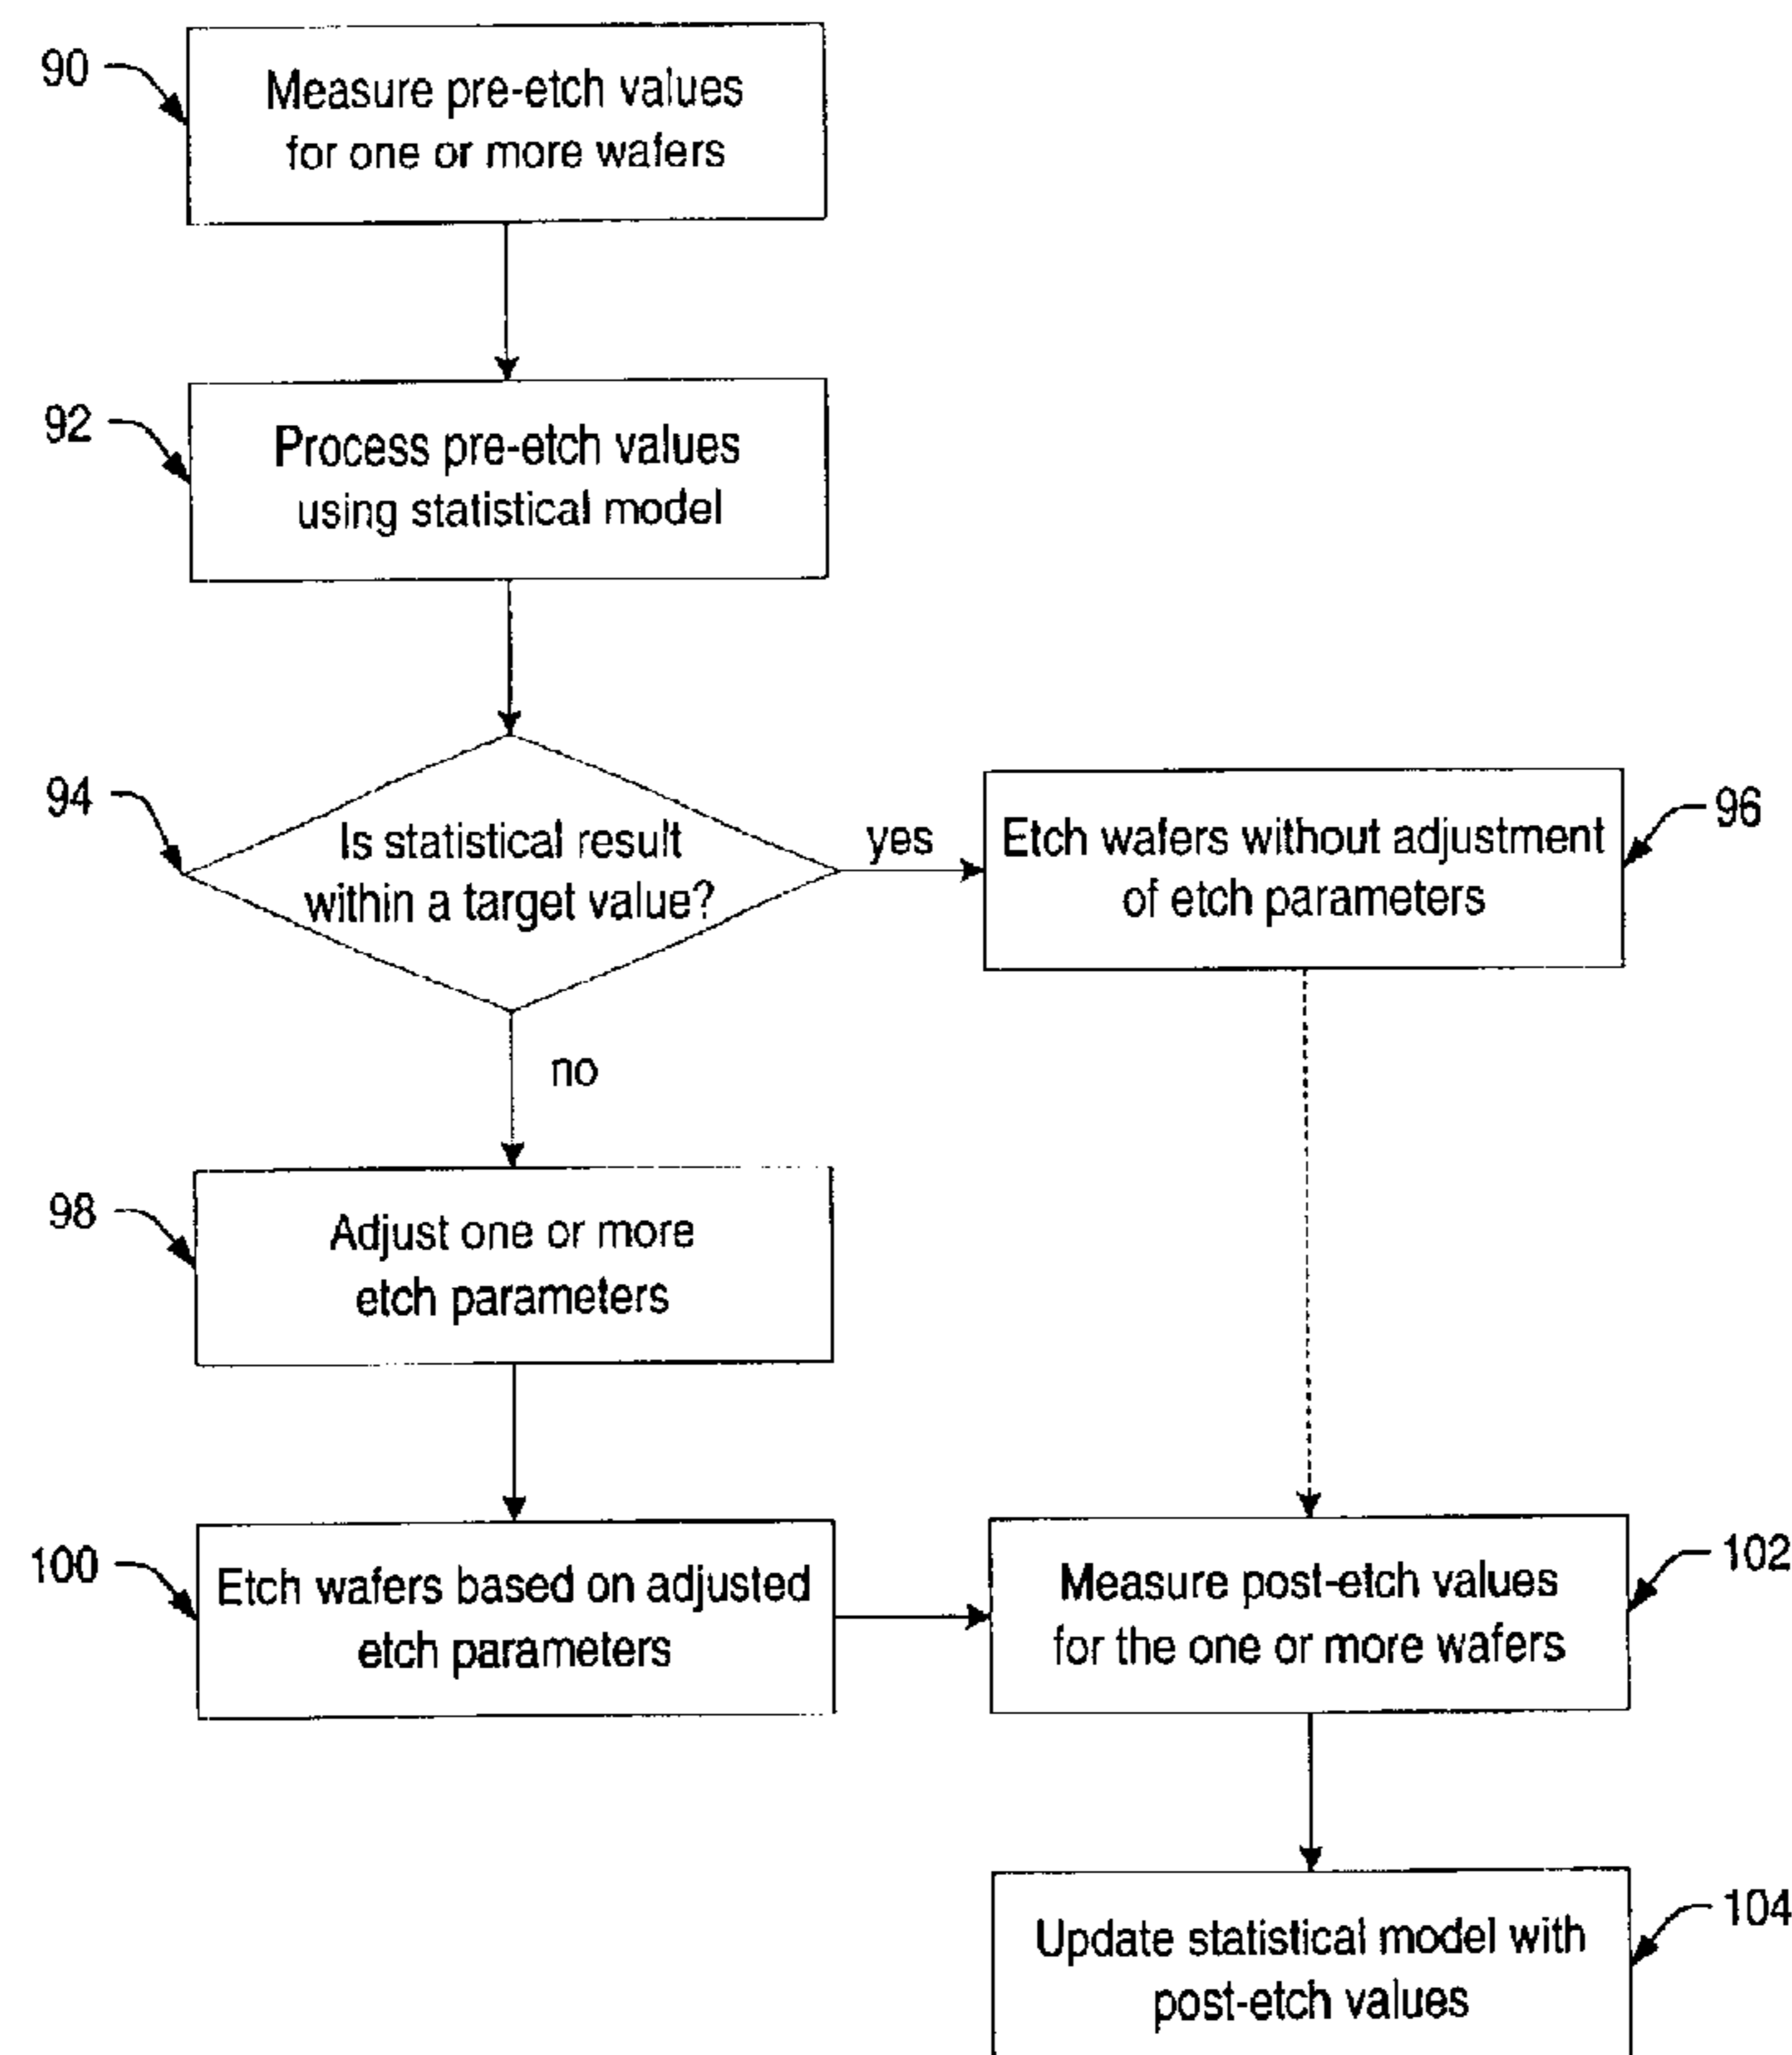 90
Measure pre-etch values
for one or more wafers
92
Process pre-etch values
using statistical model
94
Is statistical result
within a target value?
yes
Etch wafers without adjustment
of etch parameters
96
no
98
Adjust one or more
etch parameters
100
Etch wafers based on adjusted
etch parameters
Measure post-etch values
for the one or more wafers
102
Update statistical model with
post-etch values
104